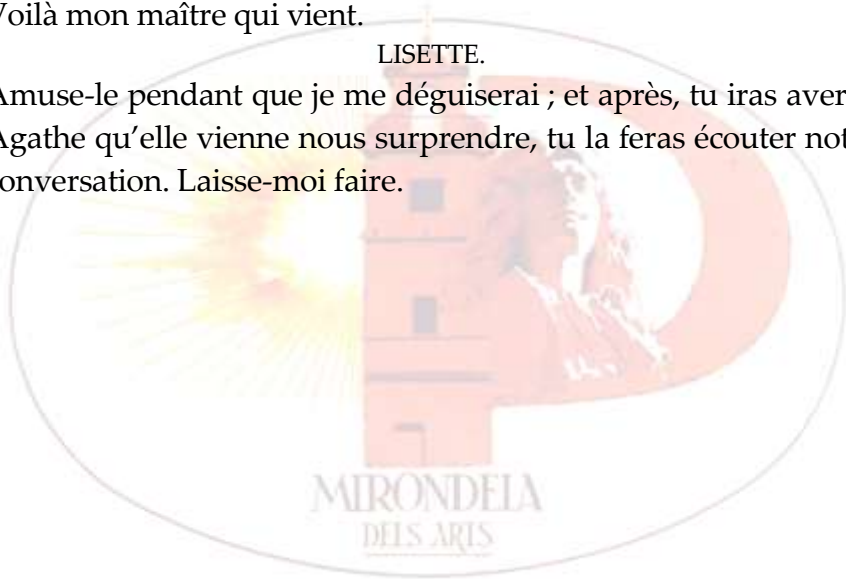 Voilà mon maître qui vient.
LISETTE.
Amuse-le pendant que je me déguiserai ; et après, tu iras aver
Agathe qu'elle vienne nous surprendre, tu la feras écouter not
conversation. Laisse-moi faire.
MIRONDELA
DELS ARTS